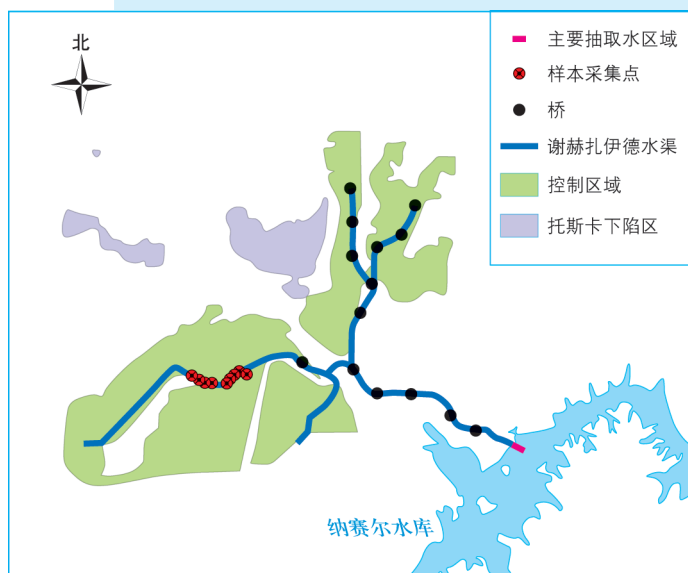 北
主要抽取水区域
样本采集点
桥
谢赫扎伊德水渠
控制区域
托斯卡下陷区
纳赛尔水库